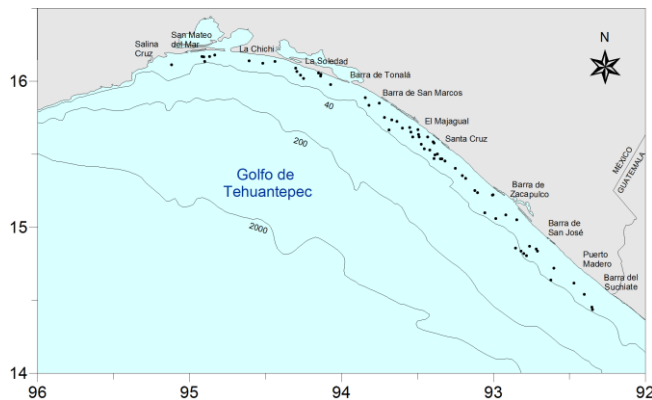 N
San Mateo
del Mar
Salina
Cruz
La Chichi
La Soledad
Barra de Tonalá
16
40
Barra de San Marcos
El Majagual
Santa Cruz
200
MÉXICO
GUATEMALA
Golfo de
Tehuantepec
Barra de
Zacapulco
15
2000
Barra de
San José
Puerto
Madero
Barra del
Suchiate
14
96
95
94
93
92